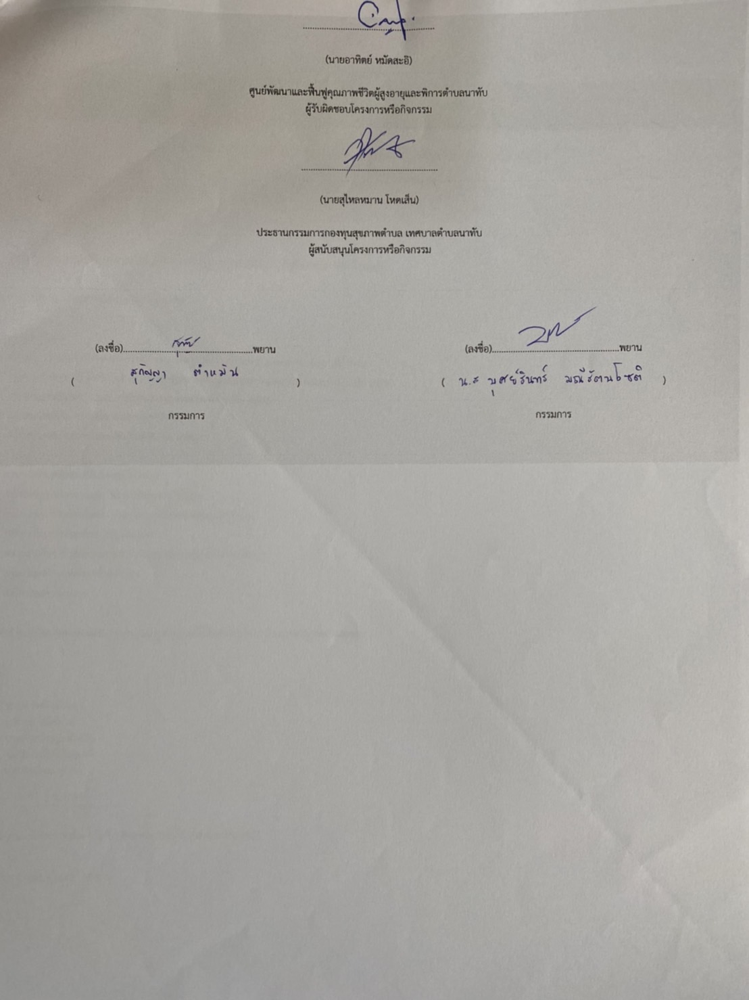 (นายอาทิตย์ หมัดสะอิ)
ศูนย์พัฒนาและฟื้นฟูคุณภาพชีวิตผู้สูงอายุและพิการตำบลนาทับ
ผู้รับผิดชอบโครงการหรือกิจกรรม
(นายสุไหลหมาน โหดเส็น)
ประธานกรรมการกองทุนสุขภาพตำบล เทศบาลตำบลนาทับ
ผู้สนับสนุนโครงการหรือกิจกรรม
(ลงชื่อ)..................................................พยาน (ลงชื่อ)..................................................พยาน
( สุกัญญา ตำหมัน ) ( น.ส บุศย์รินทร์ มณีรัตนโชติ )
กรรมการ กรรมการ